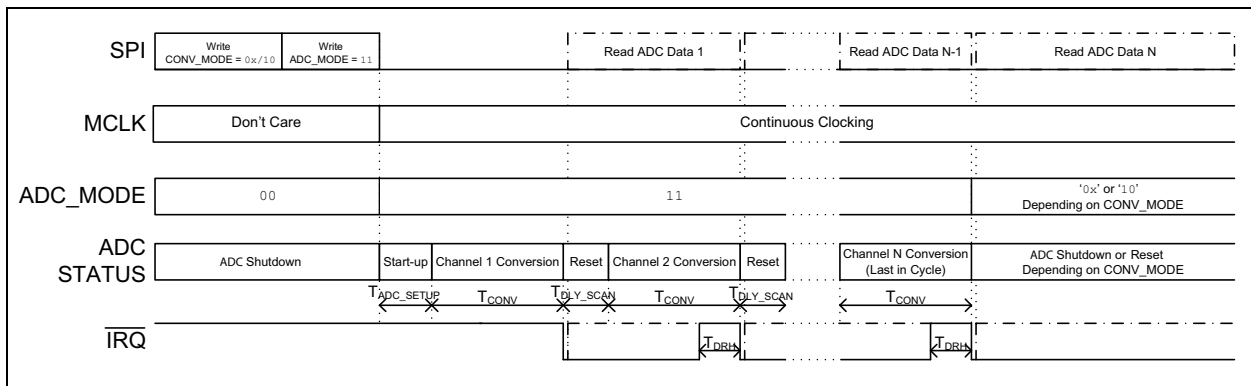 SPI
Write
CONV_MODE = 0x/10
Write
ADC_MODE = 11
Read ADC Data 1
Read ADC Data N-1
Read ADC Data N
MCLK
Don't Care
Continuous Clocking
ADC_MODE
00
11
'0x' or '10'
Depending on CONV_MODE
ADC
STATUS
ADC Shutdown
Start-up
Channel 1 Conversion
Reset
Channel 2 Conversion
Reset
Channel N Conversion
(Last in Cycle)
ADC Shutdown or Reset
Depending on CONV_MODE
TADC_SETUP
TCONV
TDLY_SCAN
TCONV
TDLY_SCAN
TCONV
IRQ
TDRH
TDRH